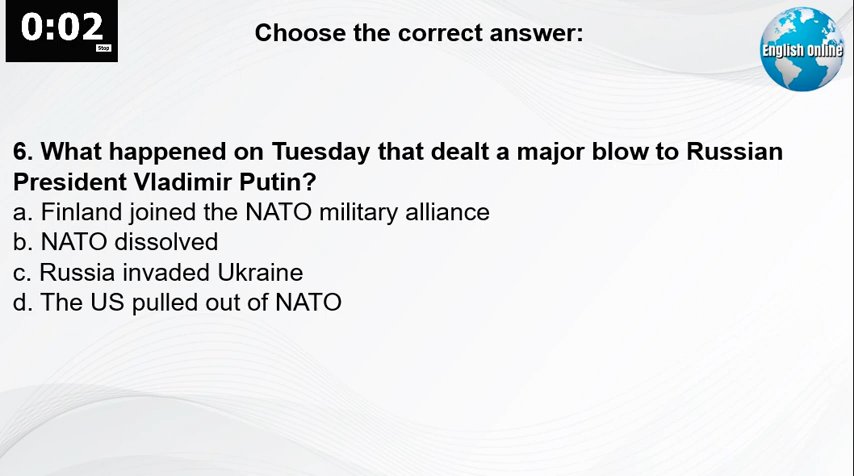 0:02
Stop
Choose the correct answer:
English Online
6. What happened on Tuesday that dealt a major blow to Russian
President Vladimir Putin?
a. Finland joined the NATO military alliance
b. NATO dissolved
c. Russia invaded Ukraine
d. The US pulled out of NATO